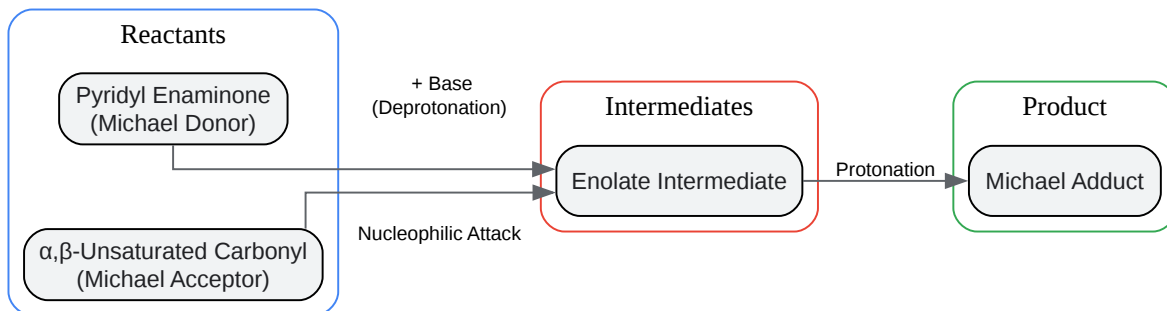 Reactants
Pyridyl Enaminone
(Michael Donor)
α,β-Unsaturated Carbonyl
(Michael Acceptor)
+ Base
(Deprotonation)
Nucleophilic Attack
Intermediates
Enolate Intermediate
Protonation
Product
Michael Adduct